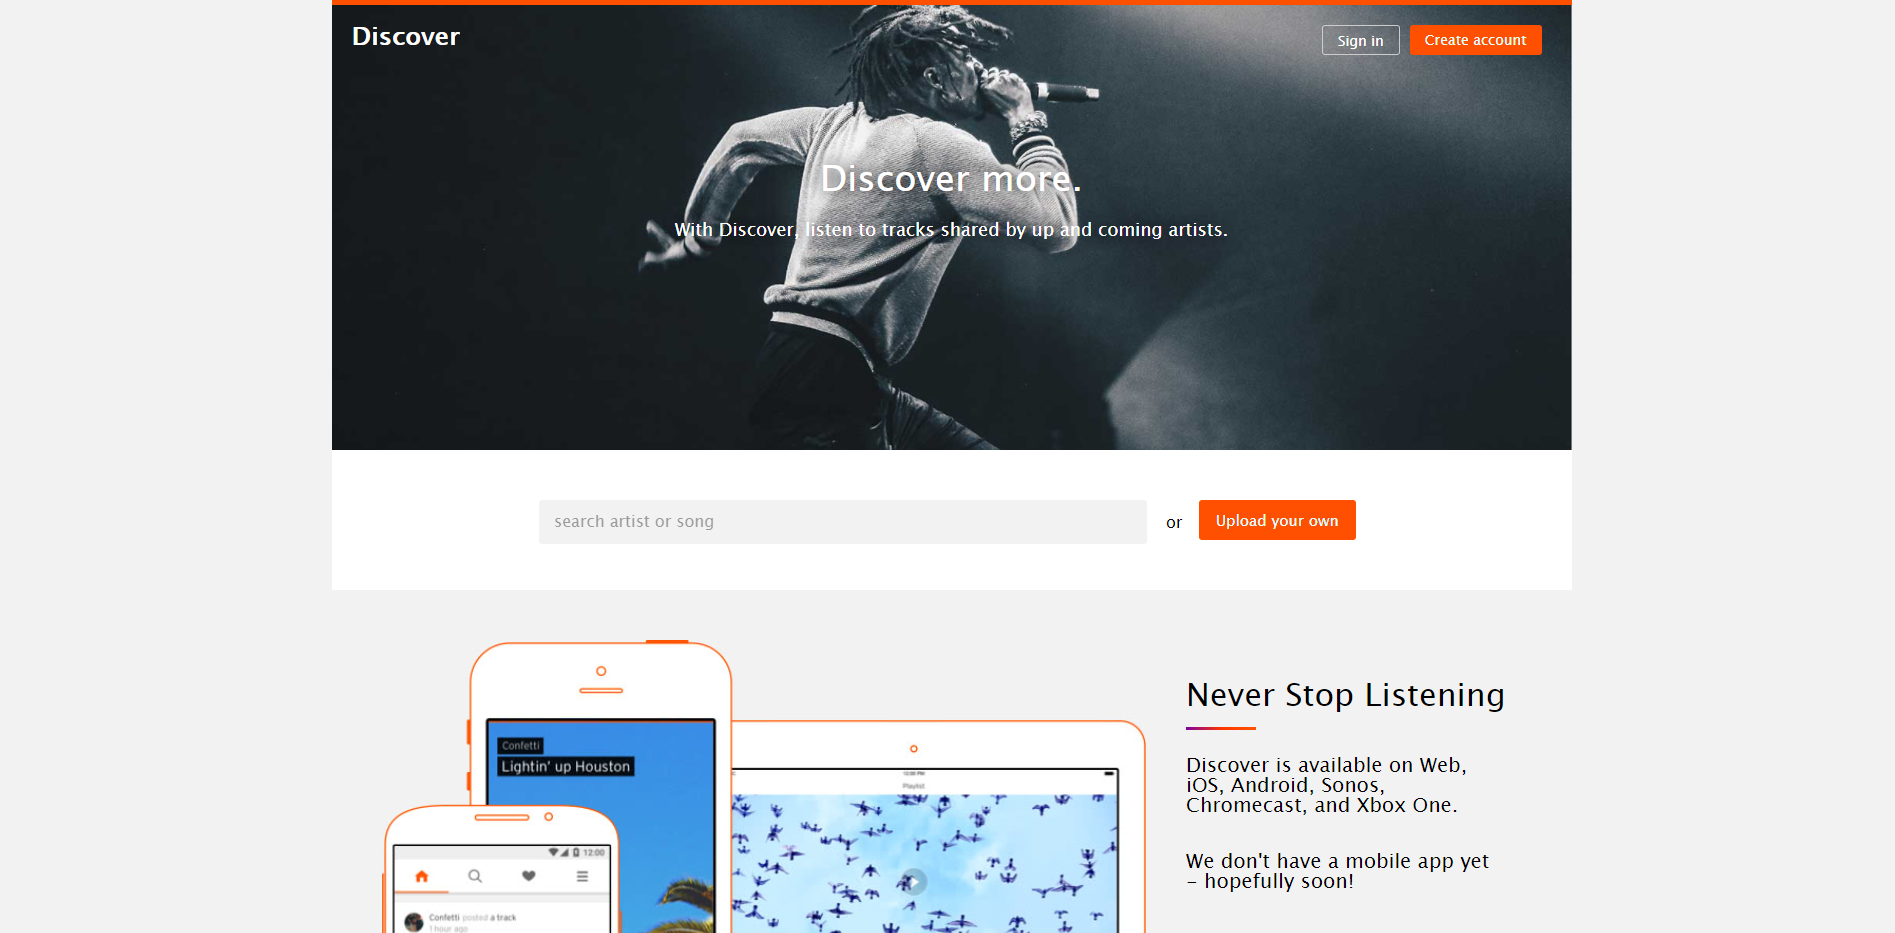 Discover
Sign in
Create account
Discover more.
With Discover, listen to tracks shared by up and coming artists.
search artist or song
or
Upload your own
Confetti
Lightin' up Houston
12:00 PM
Playlist
12:00
Confetti posted a track
1 hour ago
Never Stop Listening
Discover is available on Web,
iOS, Android, Sonos,
Chromecast, and Xbox One.
We don't have a mobile app yet
- hopefully soon!